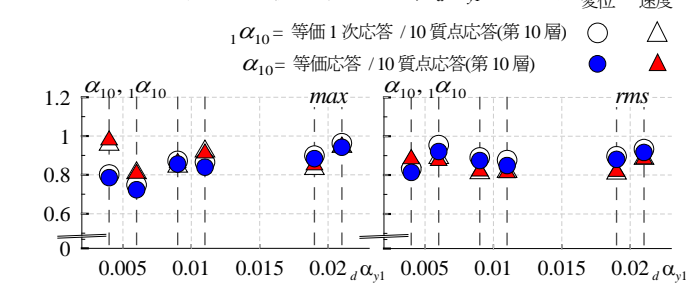 変位 速度
₁α₁₀ = 等価 1 次応答 / 10 質点応答(第 10 層) ○ △
α₁₀ = 等価応答 / 10 質点応答(第 10 層) ● ▲
α₁₀, ₁α₁₀ max
1.2
1
0.8
0.6
0
0.005 0.01 0.015 0.02 dαy1
α₁₀, ₁α₁₀ rms
0.005 0.01 0.015 0.02 dαy1